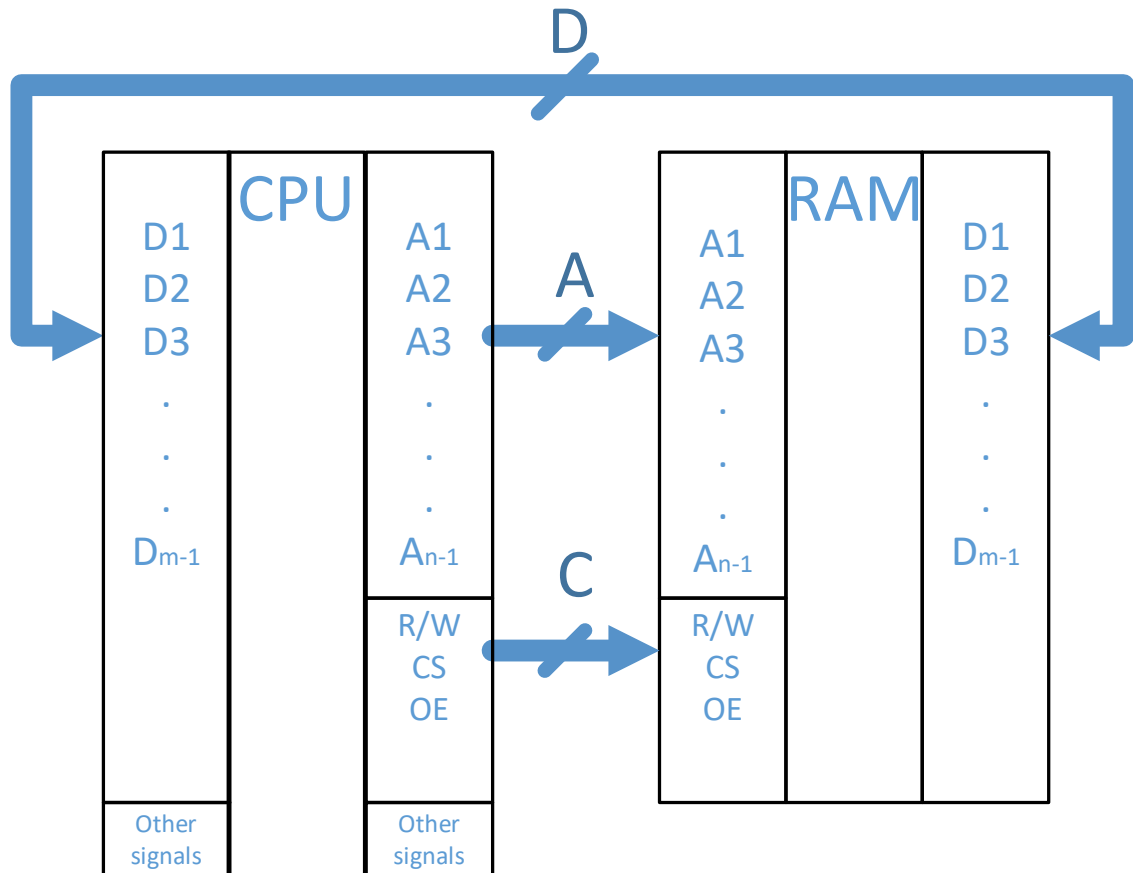 D
CPU
D1
D2
D3
.
.
.
Dm-1
Other
signals
A1
A2
A3
.
.
.
An-1
R/W
CS
OE
Other
signals
A
C
RAM
A1
A2
A3
.
.
.
An-1
R/W
CS
OE
D1
D2
D3
.
.
.
Dm-1